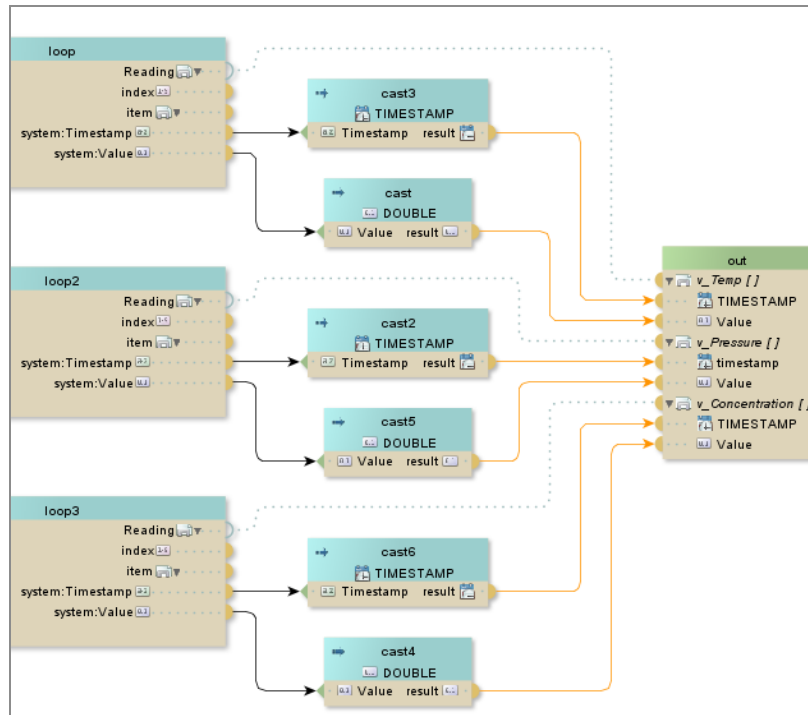 loop
Reading
index
item
system:Timestamp
system:Value
cast3
TIMESTAMP
Timestamp result
cast
DOUBLE
Value result
loop2
Reading
index
item
system:Timestamp
system:Value
cast2
TIMESTAMP
Timestamp result
cast5
DOUBLE
Value result
loop3
Reading
index
item
system:Timestamp
system:Value
cast6
TIMESTAMP
Timestamp result
cast4
DOUBLE
Value result
out
v_Temp [ ]
TIMESTAMP
Value
v_Pressure [ ]
timestamp
Value
v_Concentration [ ]
TIMESTAMP
Value